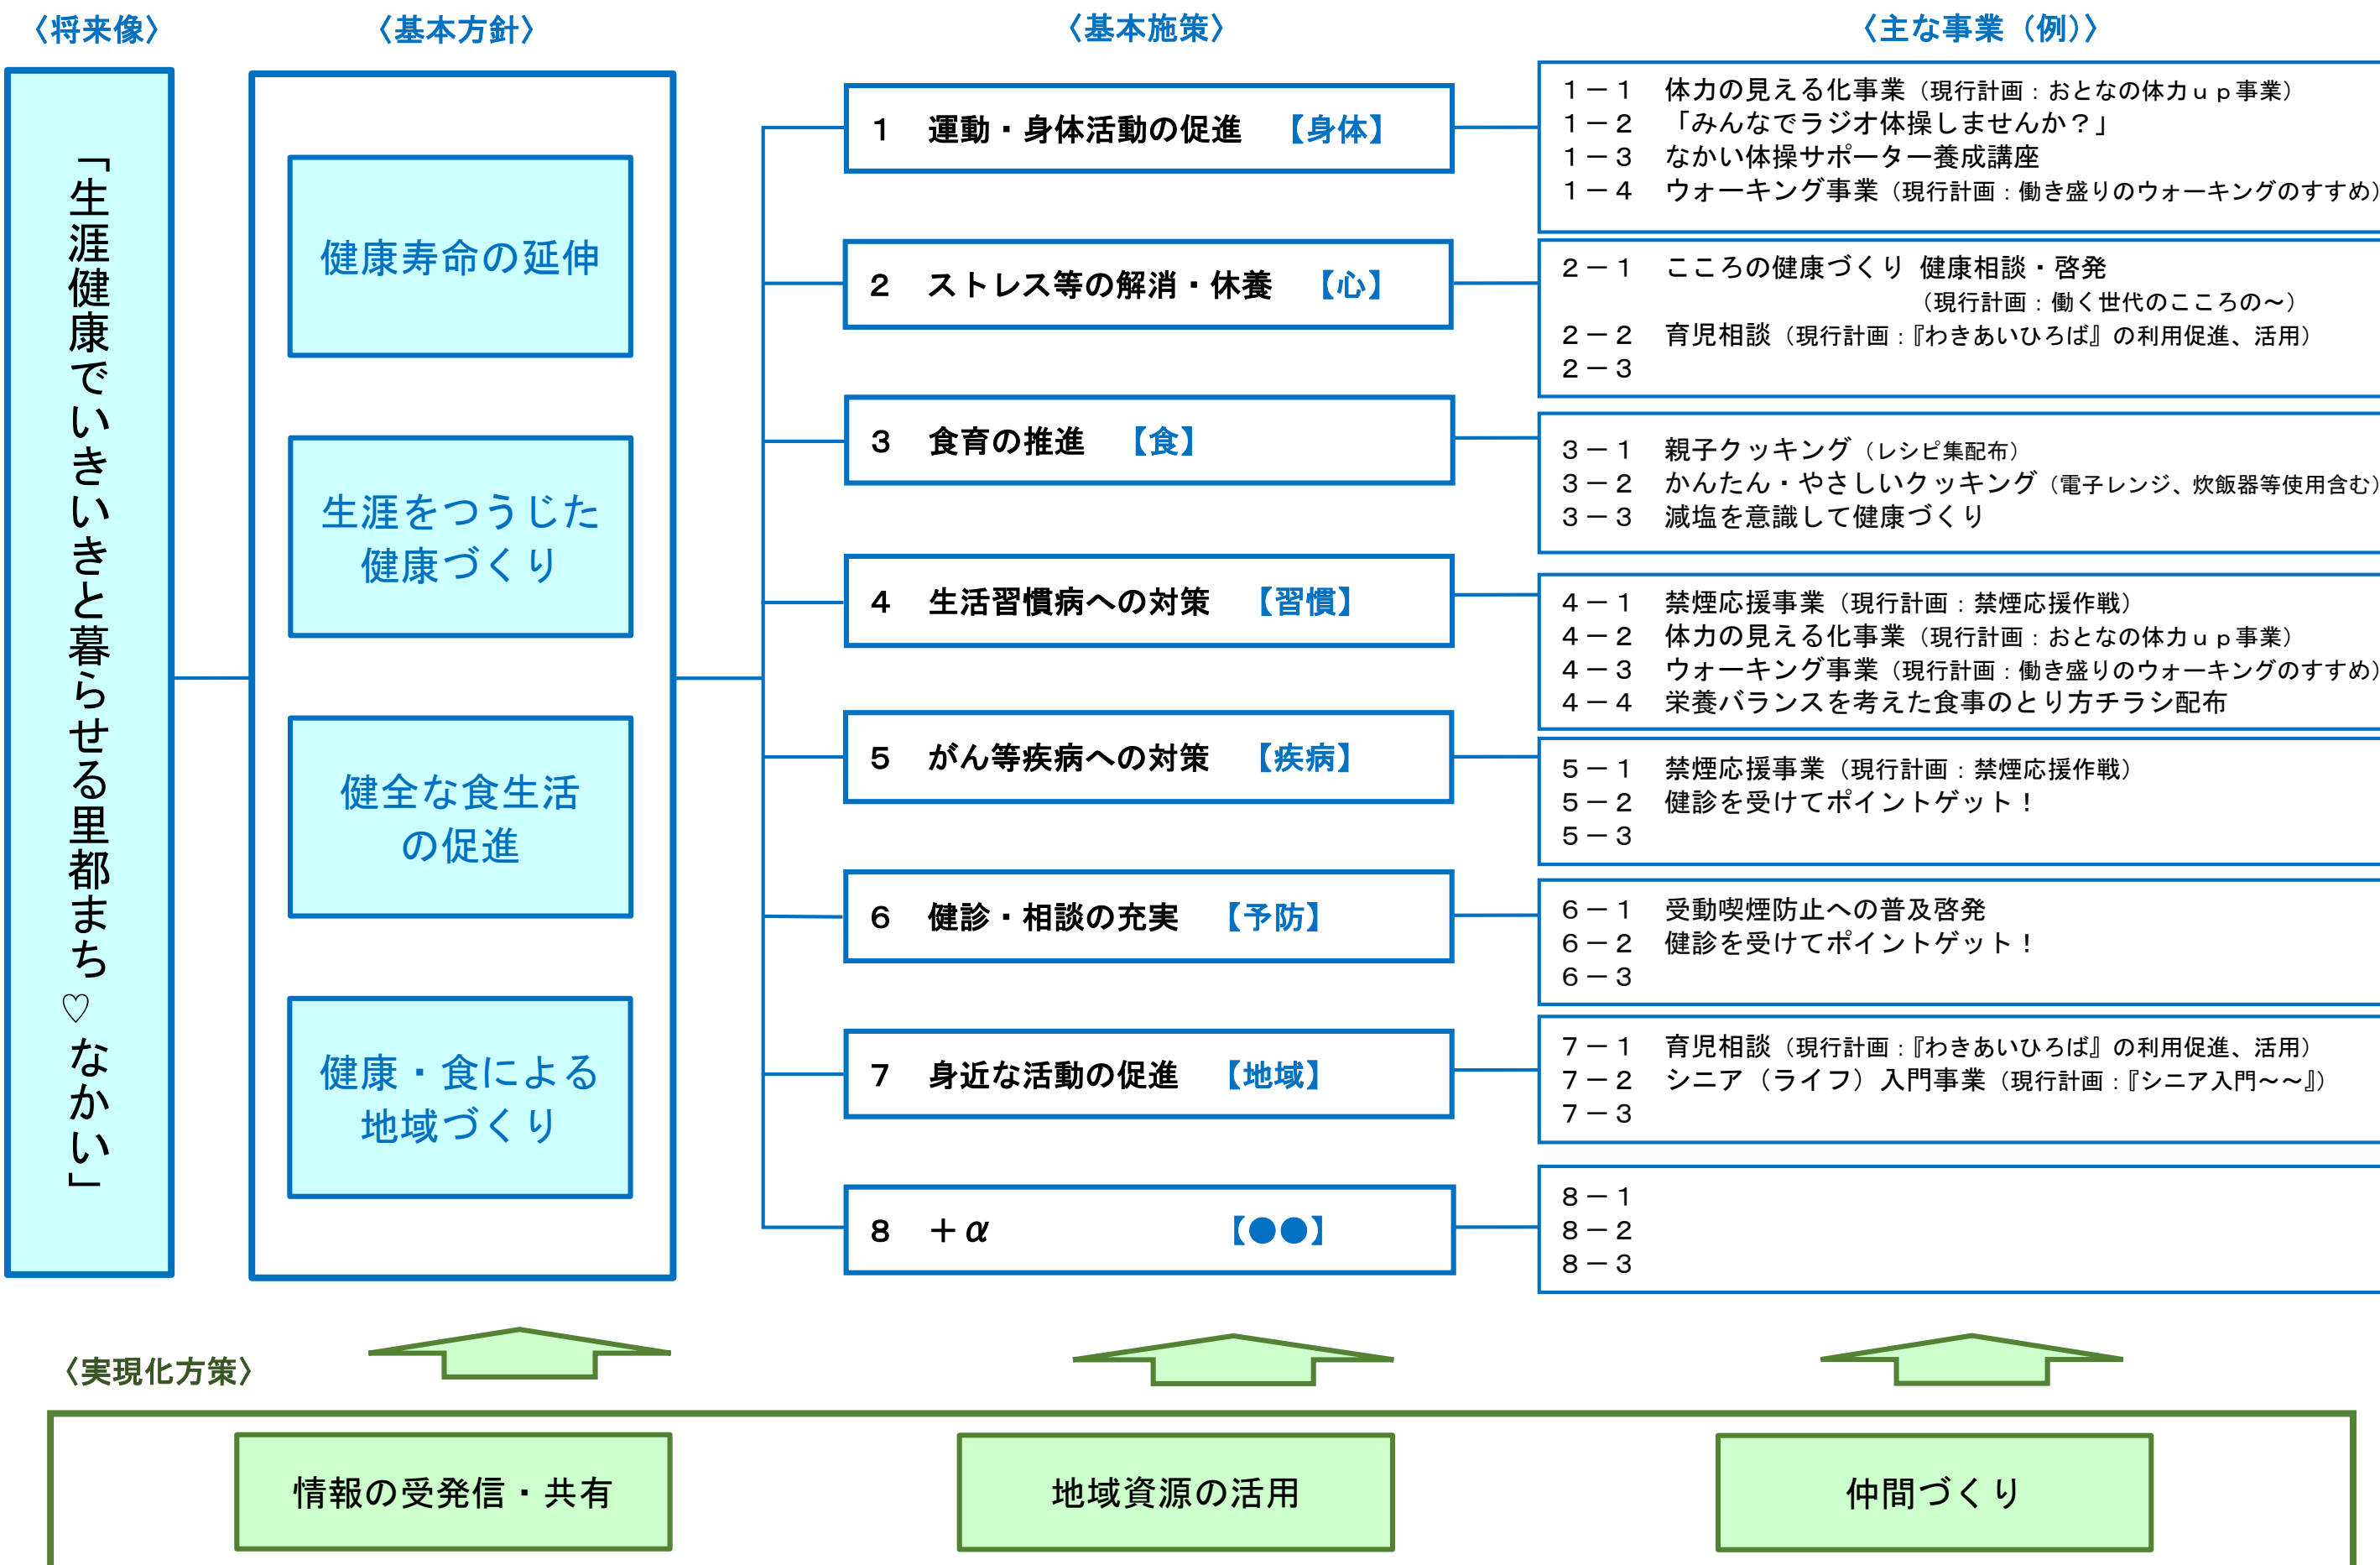 〈将来像〉
〈基本方針〉
〈基本施策〉
〈主な事業（例）〉
「生涯健康でいきいきと暮らせる里都まち♡なかい」
健康寿命の延伸
生涯をつうじた
健康づくり
健全な食生活
の促進
健康・食による
地域づくり
１　運動・身体活動の促進　【身体】
２　ストレス等の解消・休養　【心】
３　食育の推進　【食】
４　生活習慣病への対策　【習慣】
５　がん等疾病への対策　【疾病】
６　健診・相談の充実　【予防】
７　身近な活動の促進　【地域】
８　＋α　【●●】
１－１　体力の見える化事業（現行計画：おとなの体力ｕｐ事業）
１－２　「みんなでラジオ体操しませんか？」
１－３　なかい体操サポーター養成講座
１－４　ウォーキング事業（現行計画：働き盛りのウォーキングのすすめ）
２－１　こころの健康づくり 健康相談・啓発
（現行計画：働く世代のこころの～）
２－２　育児相談（現行計画：『わきあいひろば』の利用促進、活用）
２－３
３－１　親子クッキング（レシピ集配布）
３－２　かんたん・やさしいクッキング（電子レンジ、炊飯器等使用含む）
３－３　減塩を意識して健康づくり
４－１　禁煙応援事業（現行計画：禁煙応援作戦）
４－２　体力の見える化事業（現行計画：おとなの体力ｕｐ事業）
４－３　ウォーキング事業（現行計画：働き盛りのウォーキングのすすめ）
４－４　栄養バランスを考えた食事のとり方チラシ配布
５－１　禁煙応援事業（現行計画：禁煙応援作戦）
５－２　健診を受けてポイントゲット！
５－３
６－１　受動喫煙防止への普及啓発
６－２　健診を受けてポイントゲット！
６－３
７－１　育児相談（現行計画：『わきあいひろば』の利用促進、活用）
７－２　シニア（ライフ）入門事業（現行計画：『シニア入門～～』）
７－３
８－１
８－２
８－３
〈実現化方策〉
情報の受発信・共有
地域資源の活用
仲間づくり